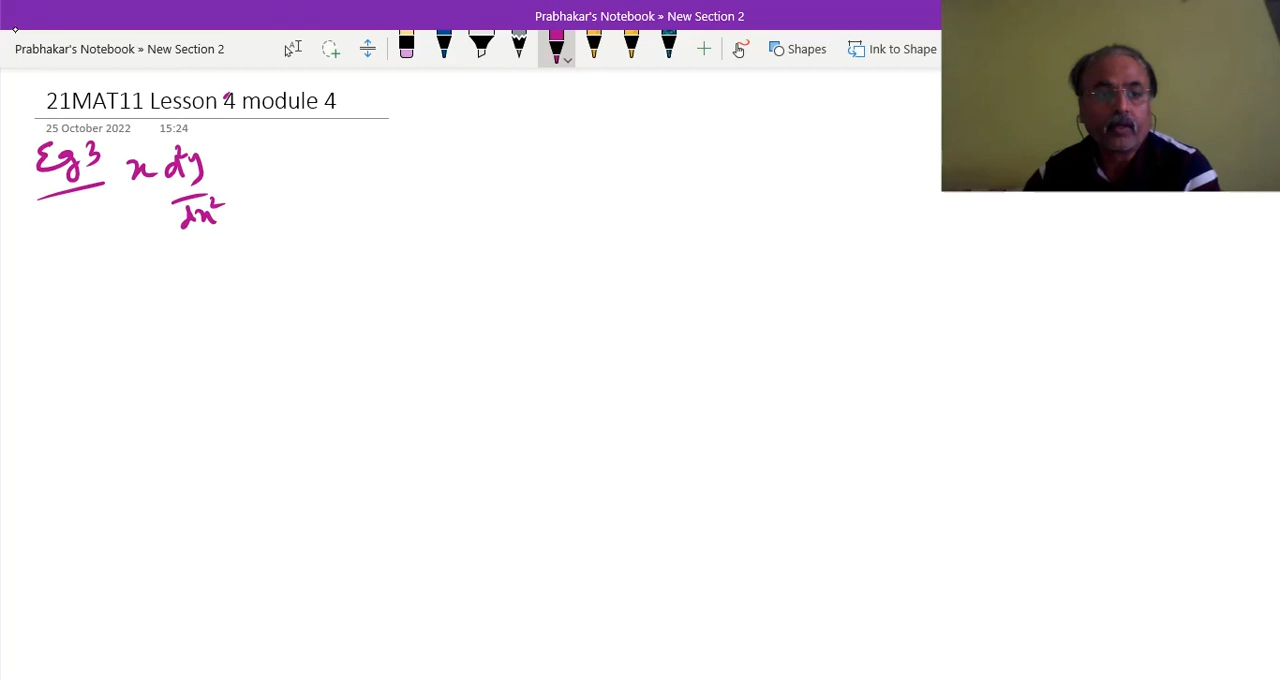 Prabhakar's Notebook » New Section 2
Prabhakar's Notebook » New Section 2
Shapes
Ink to Shape
21MAT11 Lesson 4 module 4
25 October 2022 15:24
Eg 3 x d²y
dx²